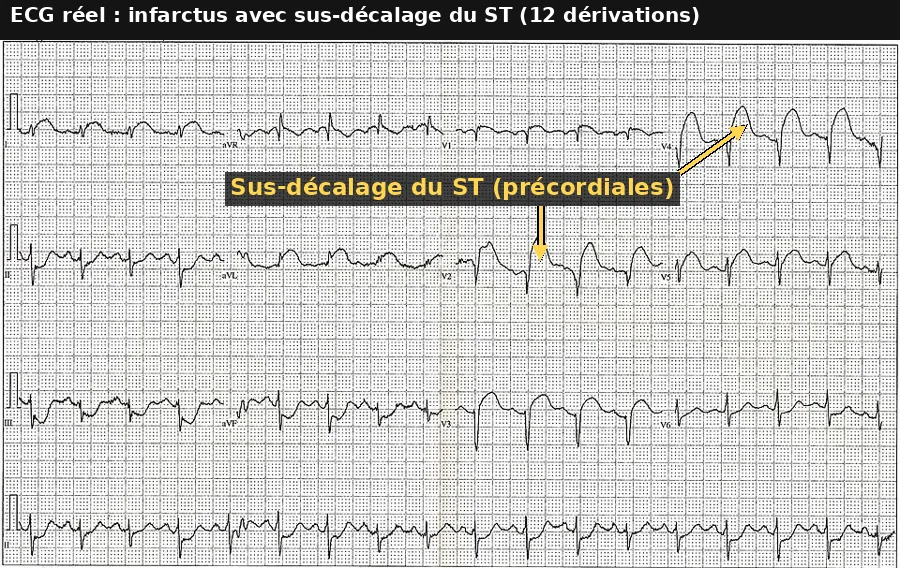 ECG réel : infarctus avec sus-décalage du ST (12 dérivations)
I
aVR
V1
V4
Sus-décalage du ST (précordiales)
II
aVL
V2
V5
III
aVF
V3
V6
II